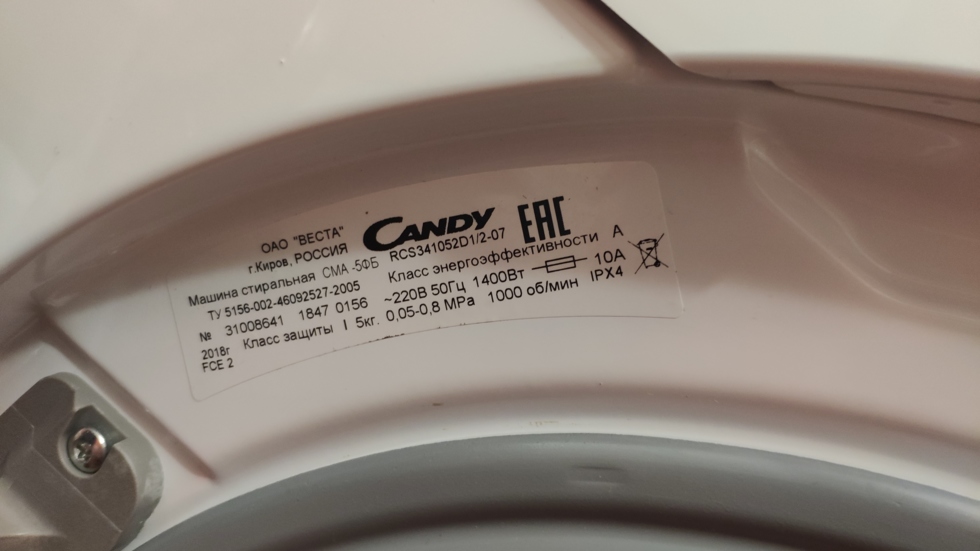 ОАО "ВЕСТА"
г.Киров, РОССИЯ
CANDY
EAC
Машина стиральная СМА -5ФБ RCS341052D1/2-07
ТУ 5156-002-46092527-2005 Класс энергоэффективности А
№ 31008641 1847 0156 ~220В 50Гц 1400Вт 10А
2018г Класс защиты I 5кг. 0,05-0,8 MPa 1000 об/мин IPX4
FCE 2